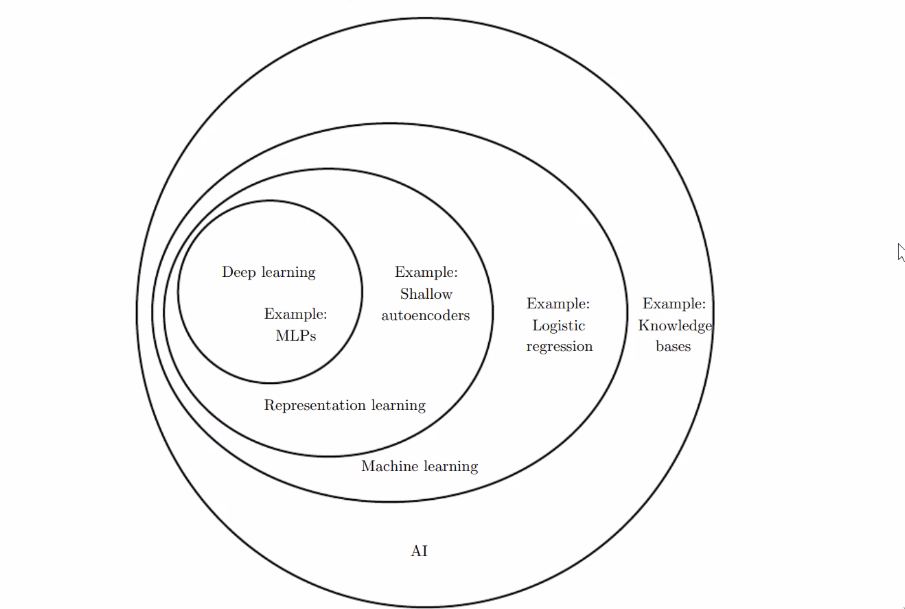 Deep learning
Example:
MLPs
Example:
Shallow
autoencoders
Example:
Logistic
regression
Example:
Knowledge
bases
Representation learning
Machine learning
AI